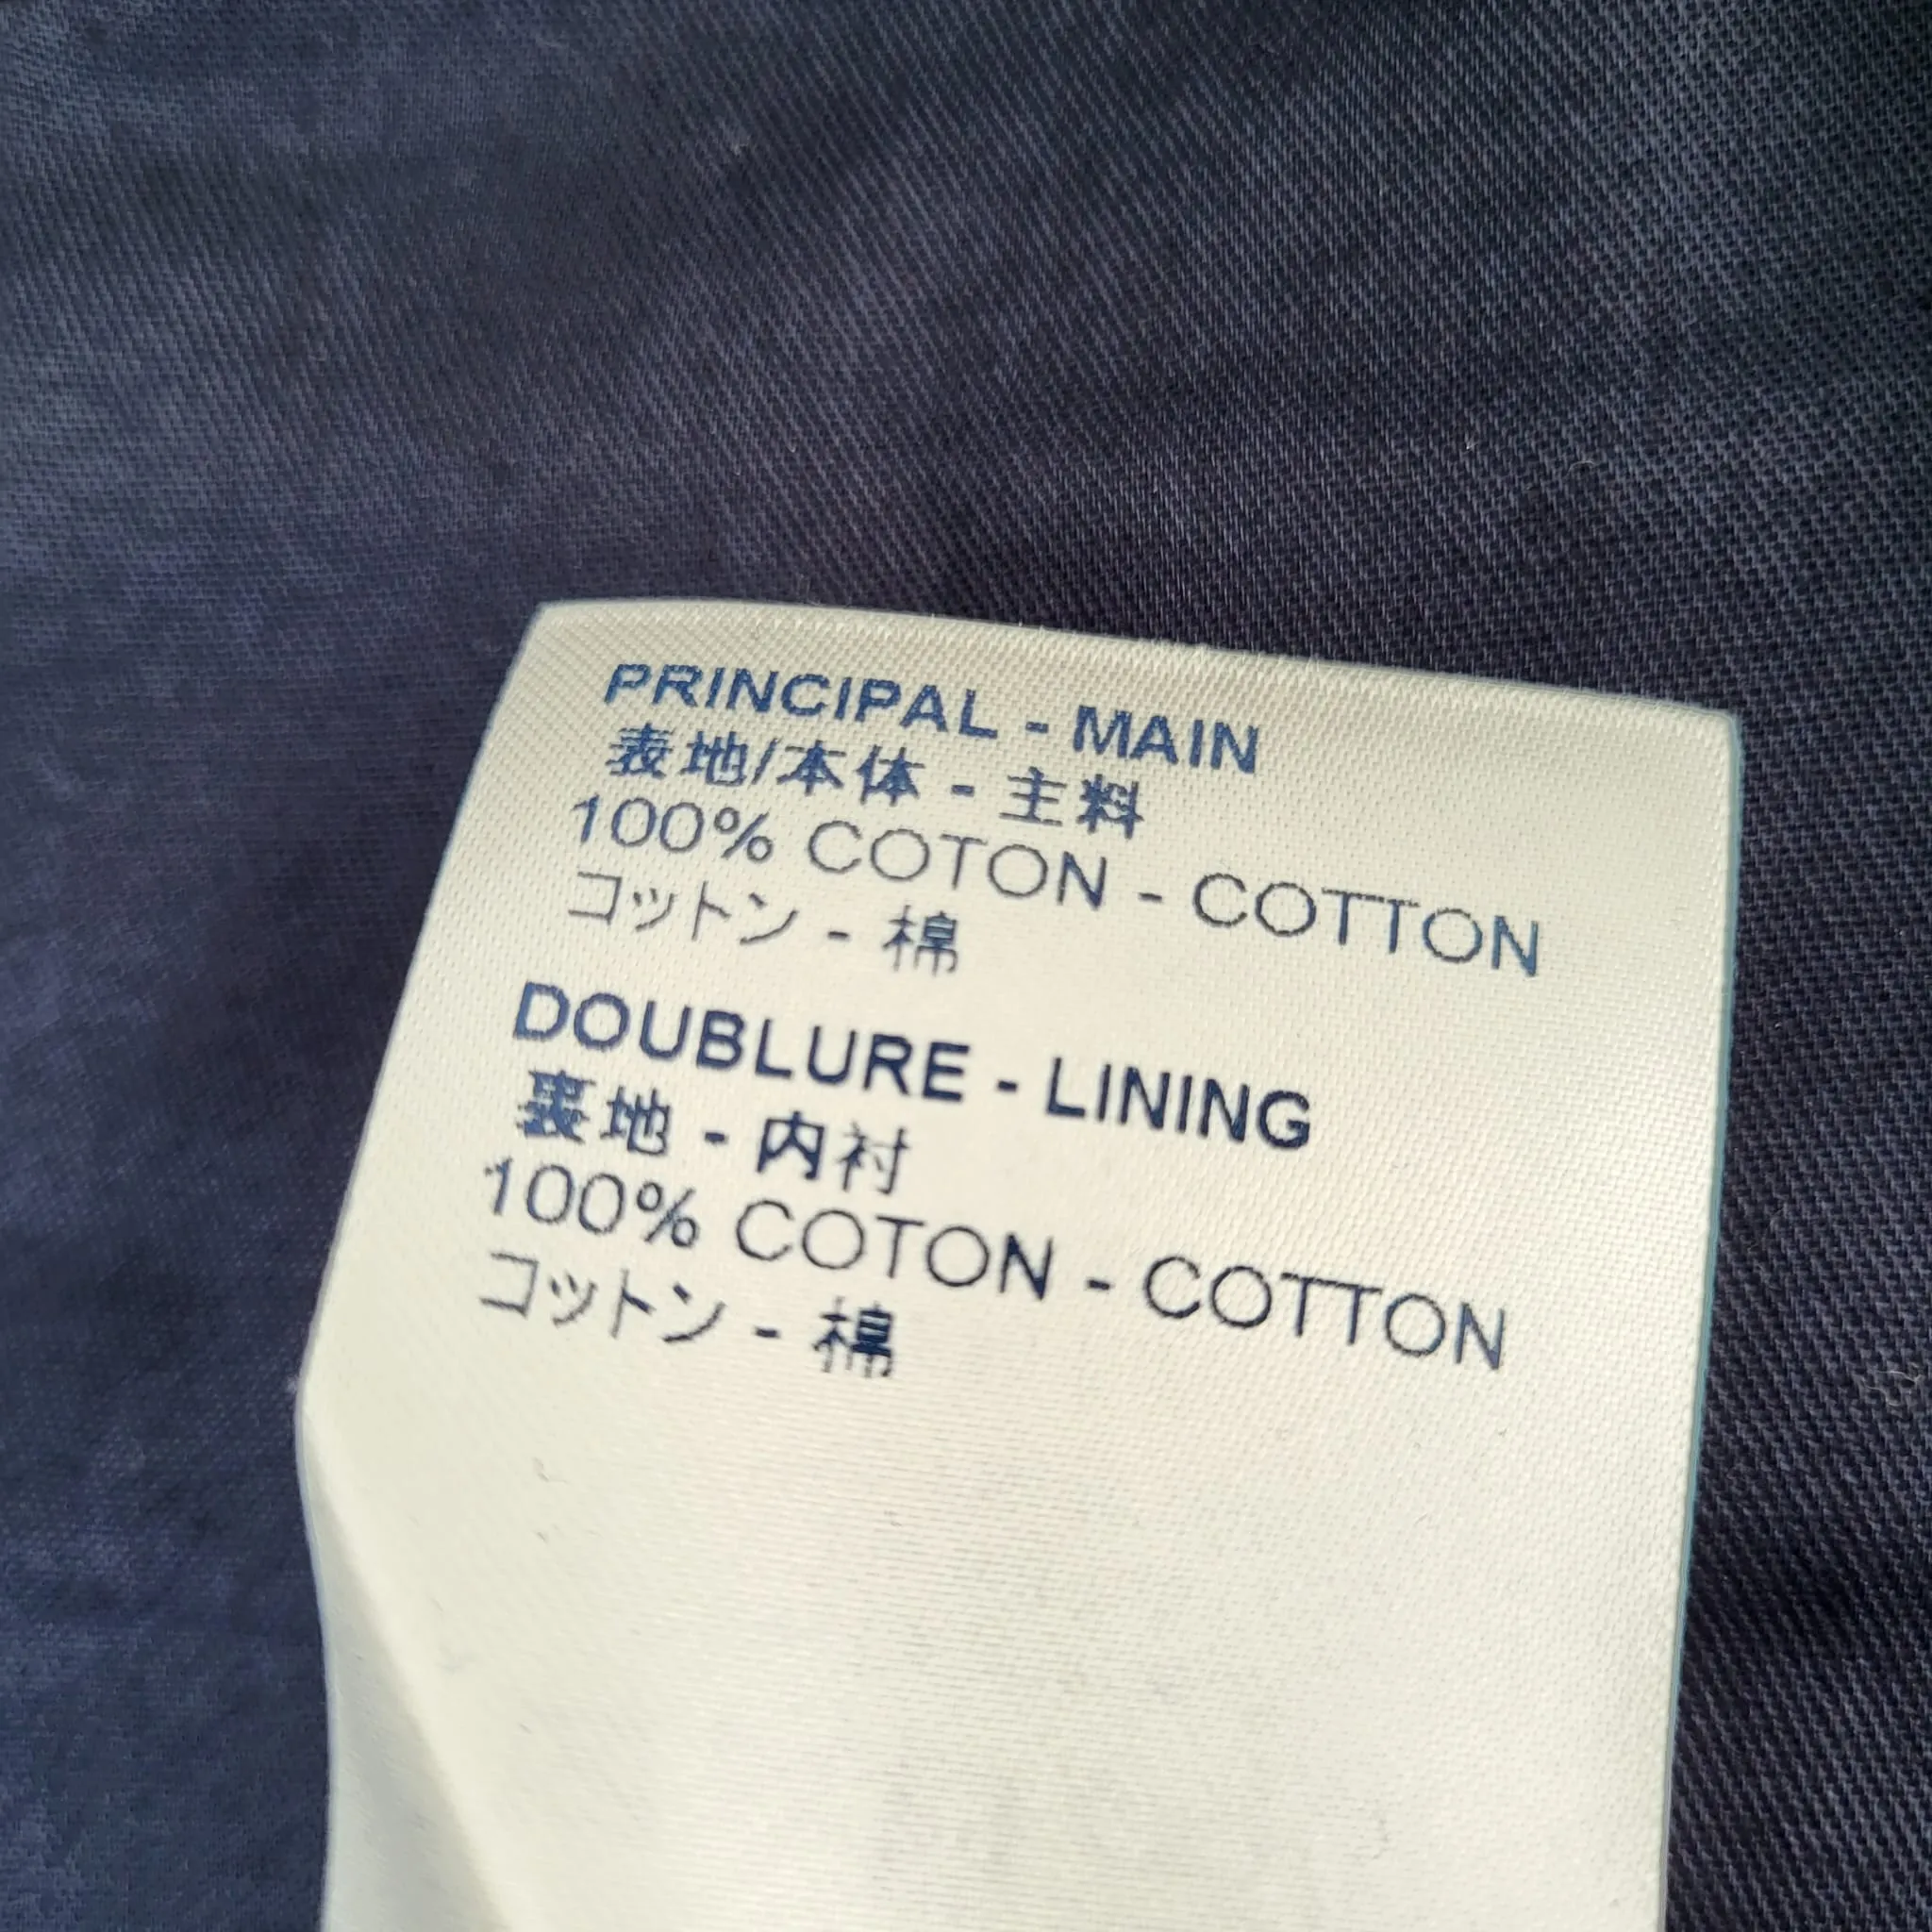 PRINCIPAL - MAIN
表地/本体 - 主料
100% COTON - COTTON
コットン - 棉
DOUBLURE - LINING
裏地 - 内衬
100% COTON - COTTON
コットン - 棉